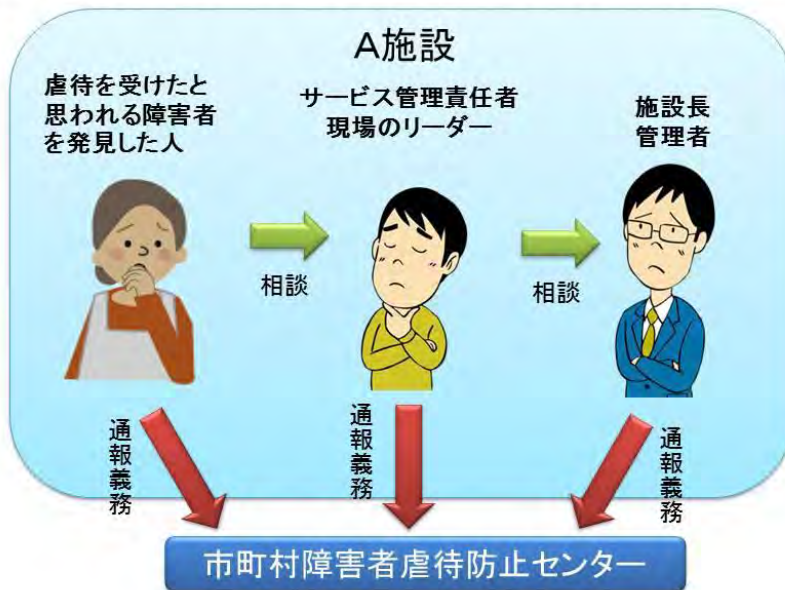 A施設
虐待を受けたと
思われる障害者
を発見した人
サービス管理責任者
現場のリーダー
施設長
管理者
相談
相談
通報義務
通報義務
通報義務
市町村障害者虐待防止センター